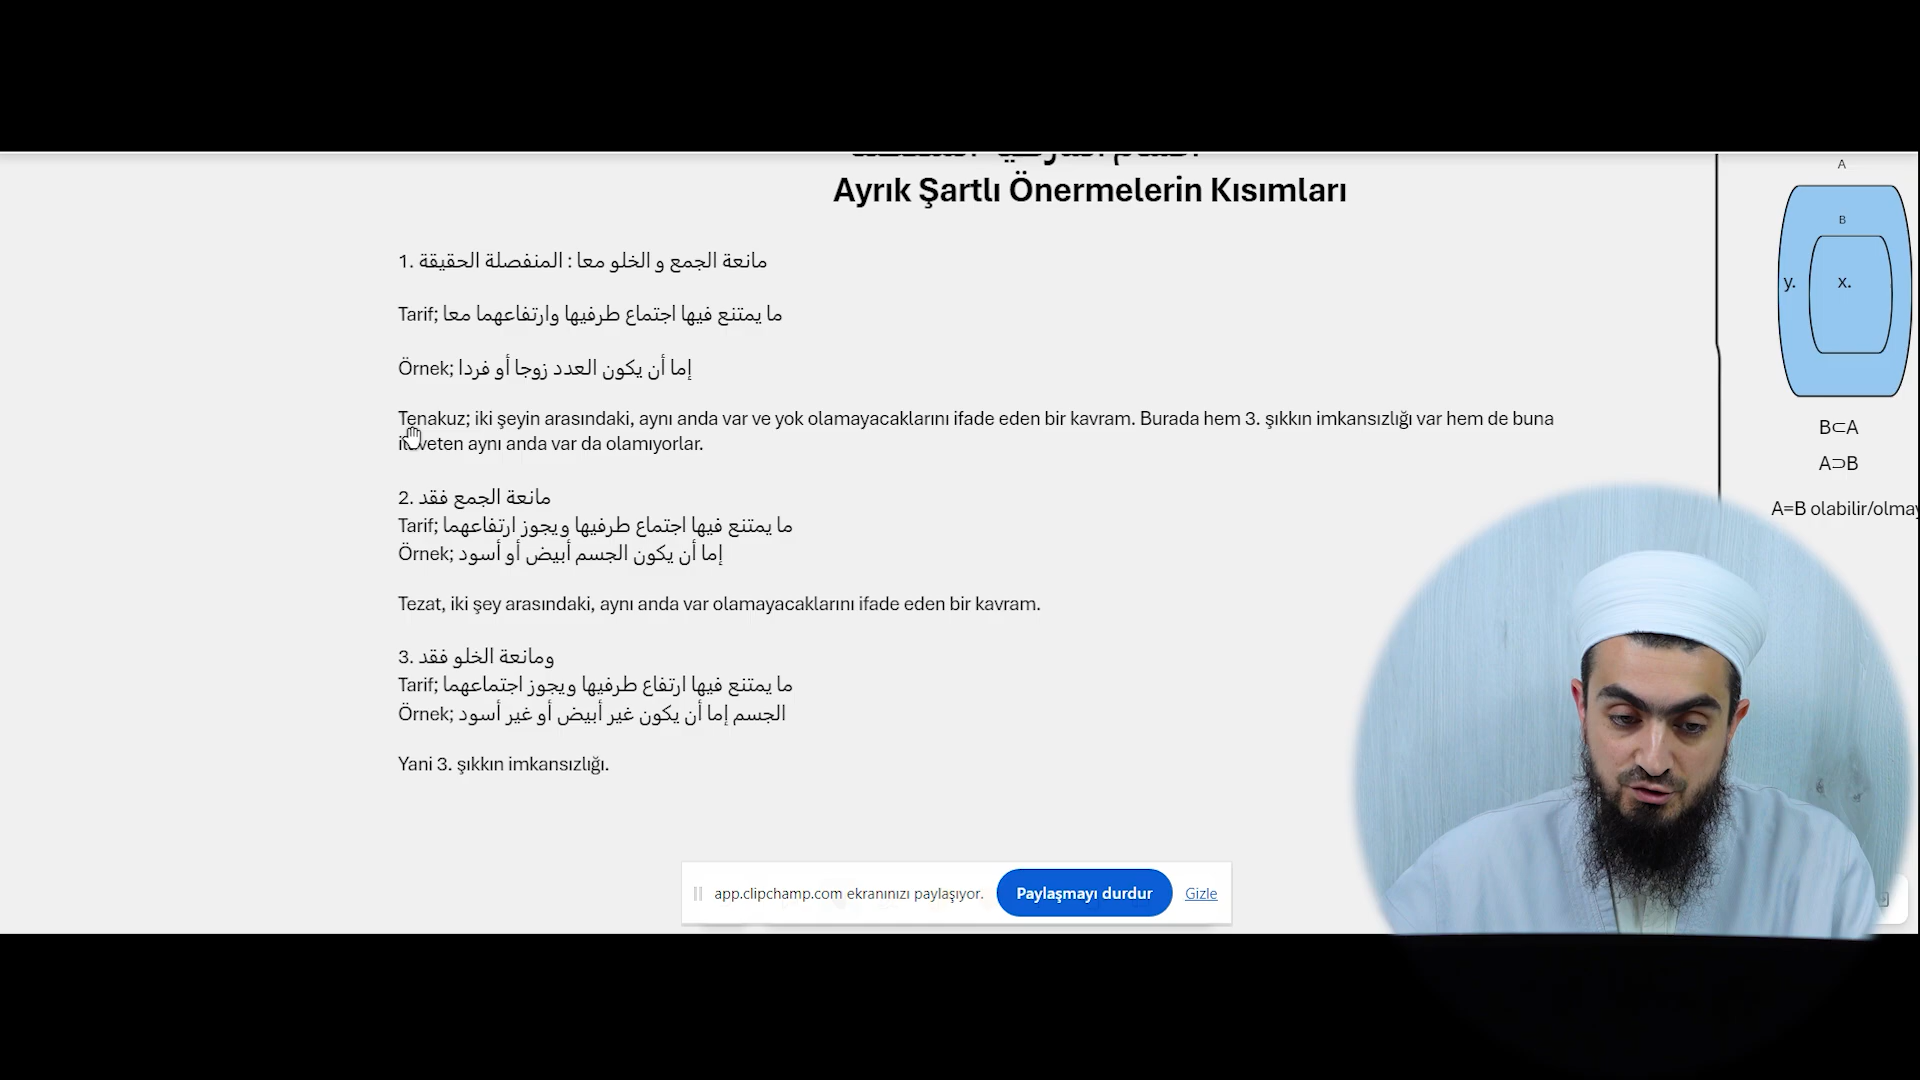 Ayrık Şartlı Önermelerin Kısımları
1. مانعة الجمع و الخلو معا : المنفصلة الحقيقة
Tarif; ما يمتنع فيها اجتماع طرفيها وارتفاعهما معا
Örnek; إما أن يكون العدد زوجا أو فردا
Tenakuz; iki şeyin arasındaki, aynı anda var ve yok olamayacaklarını ifade eden bir kavram. Burada hem 3. şıkkın imkansızlığı var hem de buna
aynı anda var da olamıyorlar.
2. مانعة الجمع فقد
Tarif; ما يمتنع فيها اجتماع طرفيها ويجوز ارتفاعهما
Örnek; إما أن يكون الجسم أبيض أو أسود
Tezat, iki şey arasındaki, aynı anda var olamayacaklarını ifade eden bir kavram.
3. ومانعة الخلو فقد
Tarif; ما يمتنع فيها ارتفاع طرفيها ويجوز اجتماعهما
Örnek; الجسم إما أن يكون غير أبيض أو غير أسود
Yani 3. şıkkın imkansızlığı.
A
B
y.
x.
B⊂A
A⊃B
A=B olabilir/olmay
app.clipchamp.com ekranınızı paylaşıyor.
Paylaşmayı durdur
Gizle